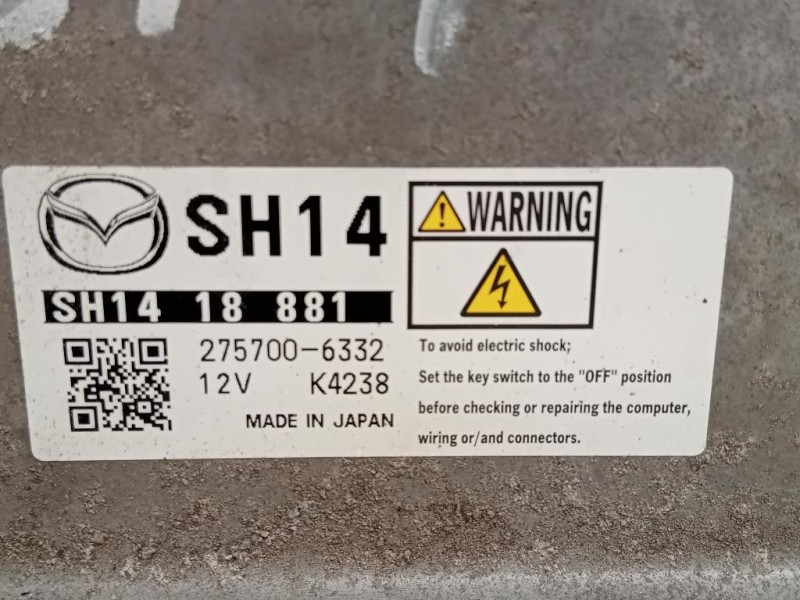 SH14
SH14 18 881
275700-6332
12V K4238
MADE IN JAPAN
WARNING
To avoid electric shock;
Set the key switch to the "OFF" position
before checking or repairing the computer,
wiring or/and connectors.